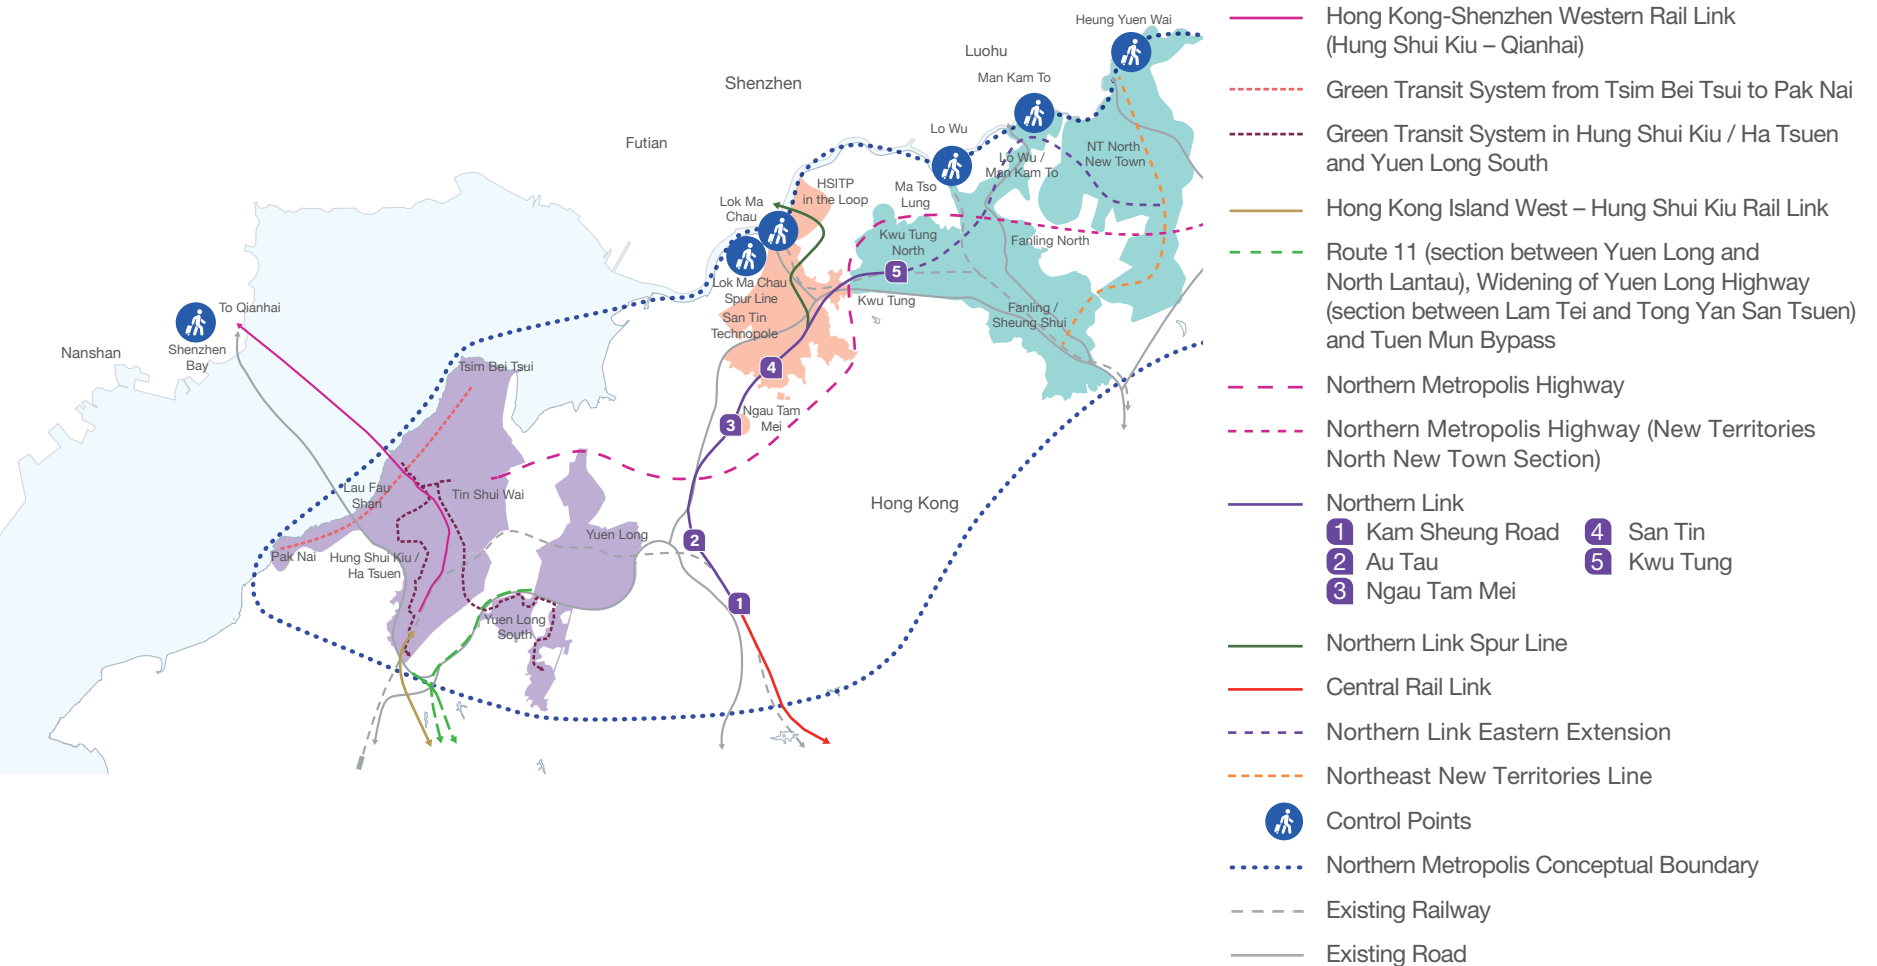 Heung Yuen Wai
Luohu
Man Kam To
Shenzhen
Lo Wu
Futian
Lo Wu /
Man Kam To
NT North
New Town
HSITP
in the Loop
Ma Tso
Lung
Lok Ma
Chau
Kwu Tung
North
Fanling North
Lok Ma Chau
Spur Line
5
Kwu Tung
To Qianhai
San Tin
Technopole
Fanling /
Sheung Shui
Shenzhen
Bay
Nanshan
Tsim Bei Tsui
4
Ngau Tam
Mei
3
Lau Fau
Shan
Tin Shui Wai
Hong Kong
Yuen Long
2
Pak Nai
Hung Shui Kiu /
Ha Tsuen
1
Yuen Long
South
Hong Kong-Shenzhen Western Rail Link
(Hung Shui Kiu – Qianhai)
Green Transit System from Tsim Bei Tsui to Pak Nai
Green Transit System in Hung Shui Kiu / Ha Tsuen
and Yuen Long South
Hong Kong Island West – Hung Shui Kiu Rail Link
Route 11 (section between Yuen Long and
North Lantau), Widening of Yuen Long Highway
(section between Lam Tei and Tong Yan San Tsuen)
and Tuen Mun Bypass
Northern Metropolis Highway
Northern Metropolis Highway (New Territories
North New Town Section)
Northern Link
1 Kam Sheung Road 4 San Tin
2 Au Tau 5 Kwu Tung
3 Ngau Tam Mei
Northern Link Spur Line
Central Rail Link
Northern Link Eastern Extension
Northeast New Territories Line
Control Points
Northern Metropolis Conceptual Boundary
Existing Railway
Existing Road